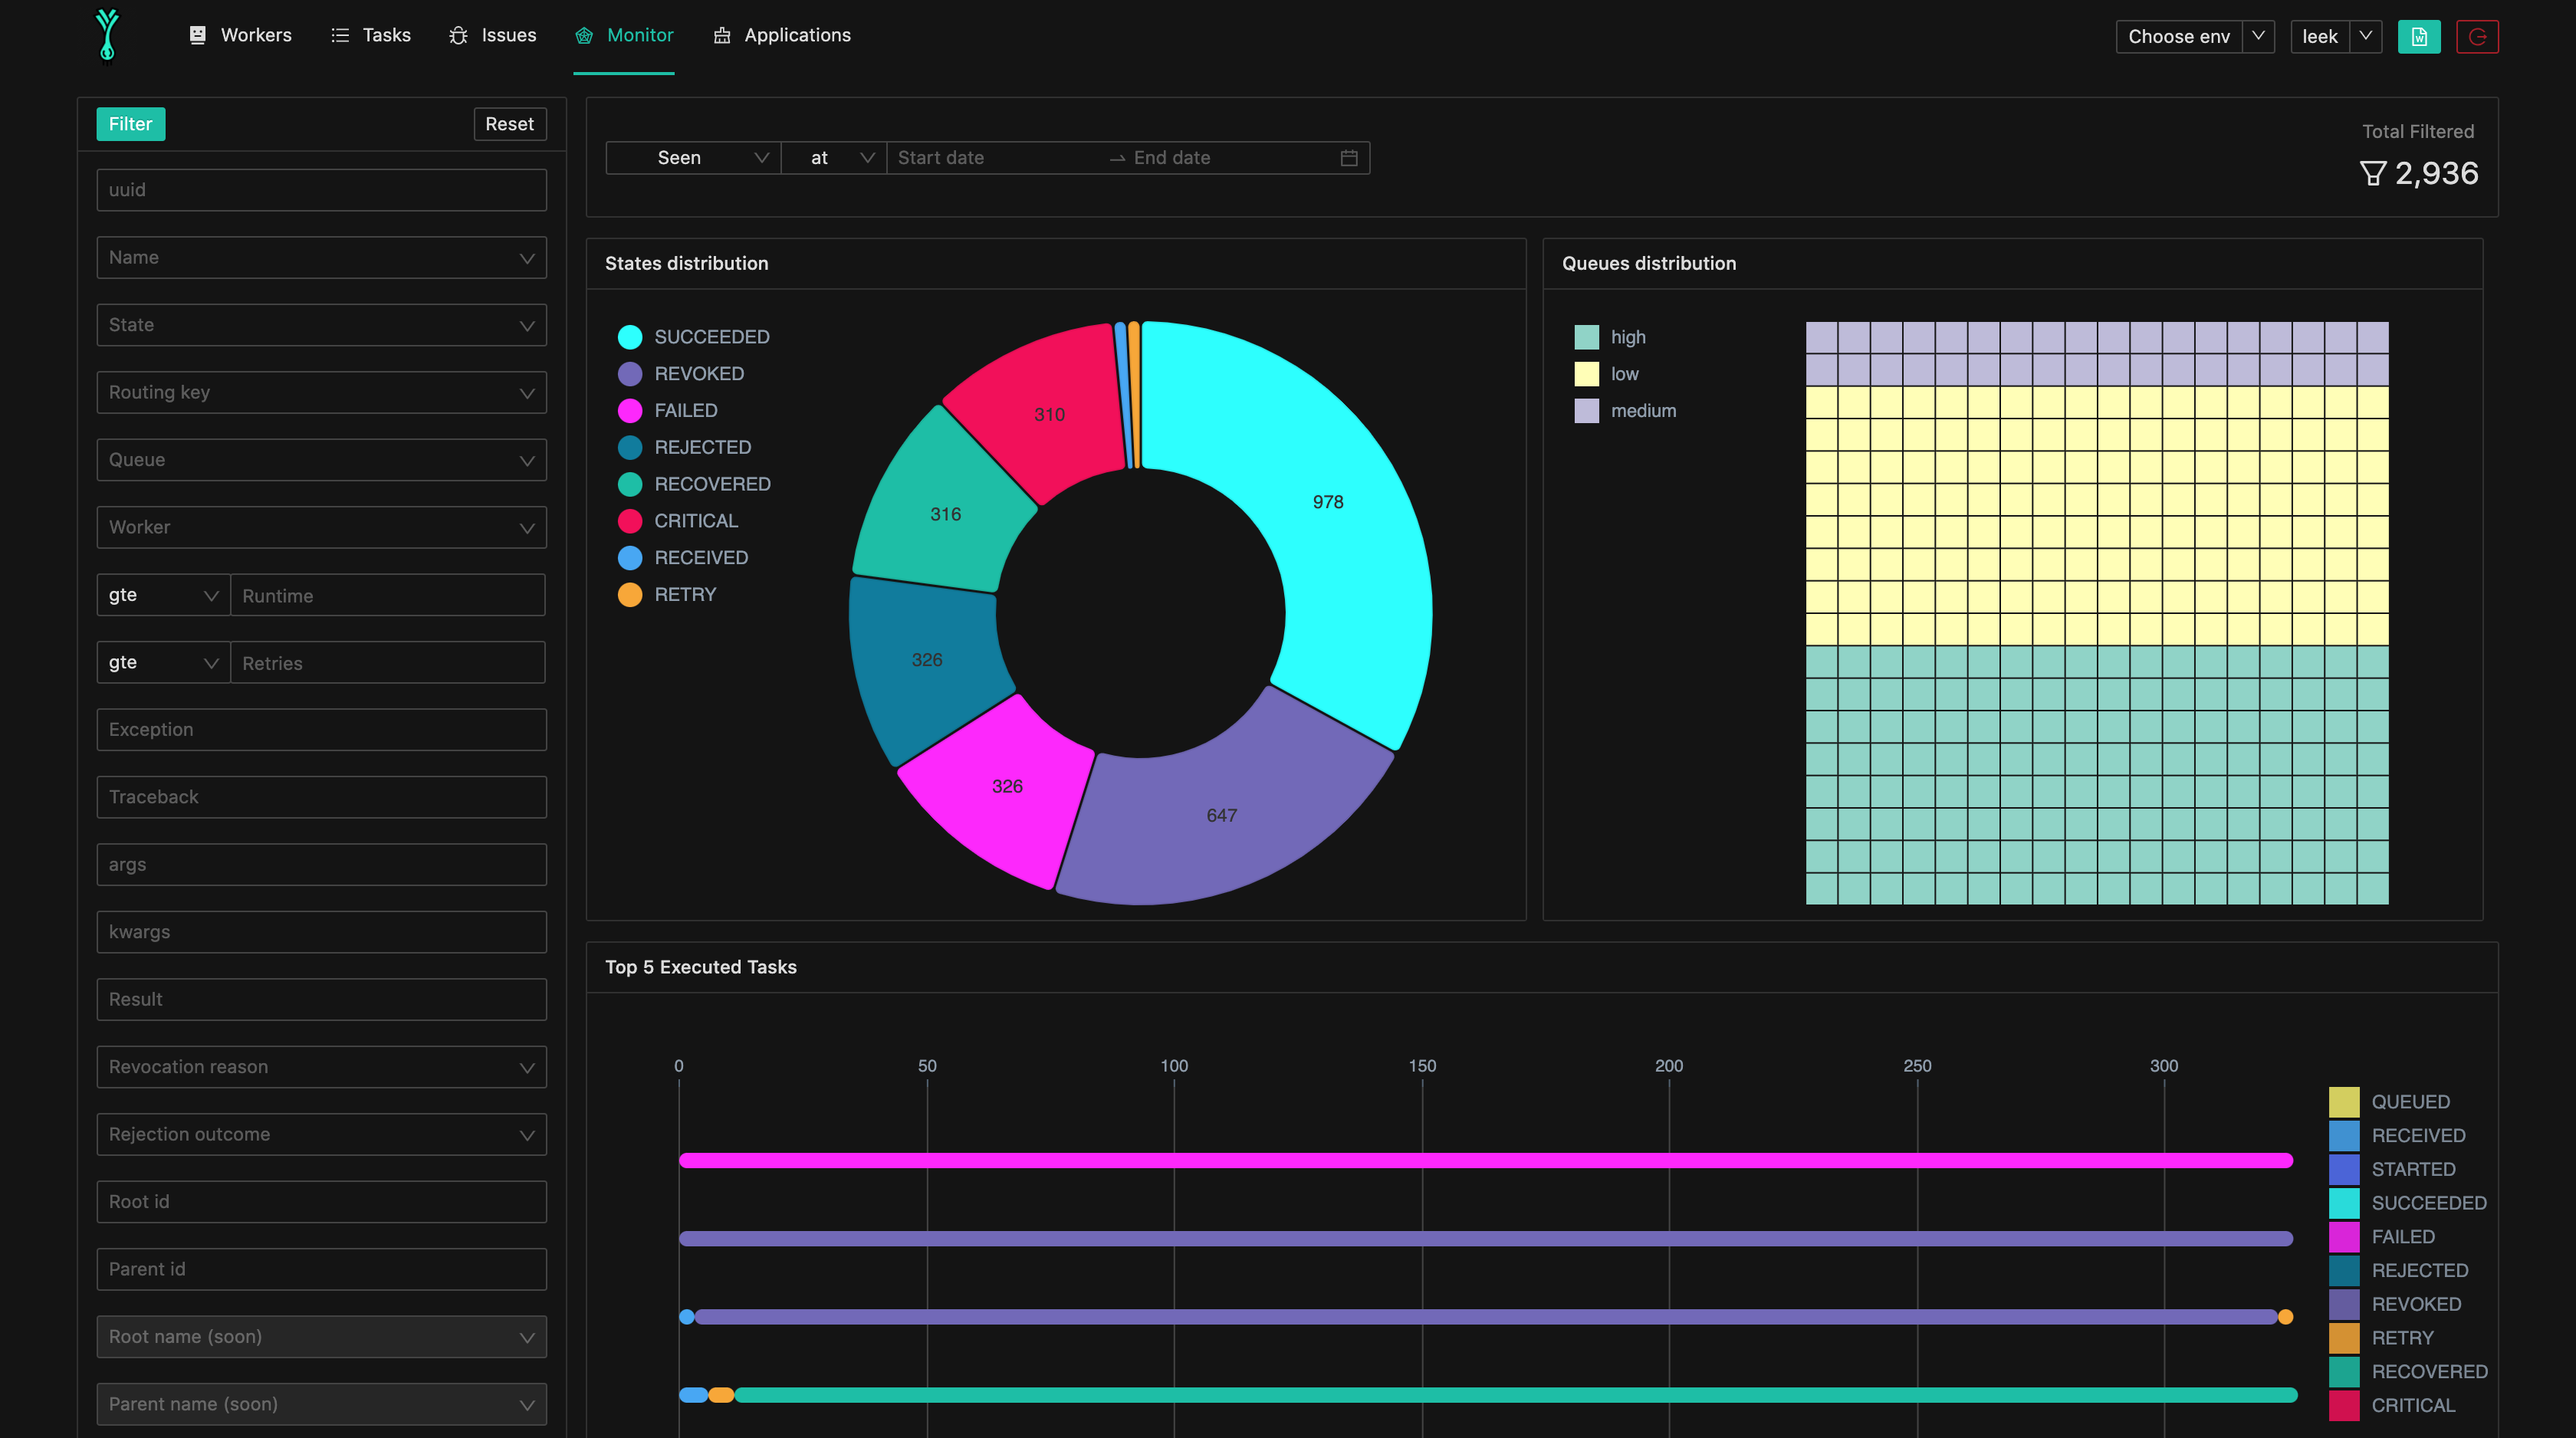 Workers Tasks Issues Monitor Applications Choose env leek
Filter Reset
uuid
Name
State
Routing key
Queue
Worker
gte Runtime
gte Retries
Exception
Traceback
args
kwargs
Result
Revocation reason
Rejection outcome
Root id
Parent id
Root name (soon)
Parent name (soon)
Seen at Start date End date
Total Filtered
2,936
States distribution
SUCCEEDED
REVOKED
FAILED
REJECTED
RECOVERED
CRITICAL
RECEIVED
RETRY
310
978
316
326
326
647
Queues distribution
high
low
medium
Top 5 Executed Tasks
0 50 100 150 200 250 300
QUEUED
RECEIVED
STARTED
SUCCEEDED
FAILED
REJECTED
REVOKED
RETRY
RECOVERED
CRITICAL